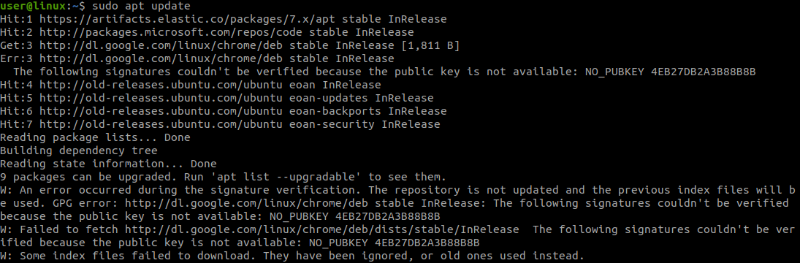 user@linux:~$ sudo apt update
Hit:1 https://artifacts.elastic.co/packages/7.x/apt stable InRelease
Hit:2 http://packages.microsoft.com/repos/code stable InRelease
Get:3 http://dl.google.com/linux/chrome/deb stable InRelease [1,811 B]
Err:3 http://dl.google.com/linux/chrome/deb stable InRelease
  The following signatures couldn't be verified because the public key is not available: NO_PUBKEY 4EB27DB2A3B88B8B
Hit:4 http://old-releases.ubuntu.com/ubuntu eoan InRelease
Hit:5 http://old-releases.ubuntu.com/ubuntu eoan-updates InRelease
Hit:6 http://old-releases.ubuntu.com/ubuntu eoan-backports InRelease
Hit:7 http://old-releases.ubuntu.com/ubuntu eoan-security InRelease
Reading package lists... Done
Building dependency tree
Reading state information... Done
9 packages can be upgraded. Run 'apt list --upgradable' to see them.
W: An error occurred during the signature verification. The repository is not updated and the previous index files will b
e used. GPG error: http://dl.google.com/linux/chrome/deb stable InRelease: The following signatures couldn't be verified
because the public key is not available: NO_PUBKEY 4EB27DB2A3B88B8B
W: Failed to fetch http://dl.google.com/linux/chrome/deb/dists/stable/InRelease  The following signatures couldn't be ver
ified because the public key is not available: NO_PUBKEY 4EB27DB2A3B88B8B
W: Some index files failed to download. They have been ignored, or old ones used instead.